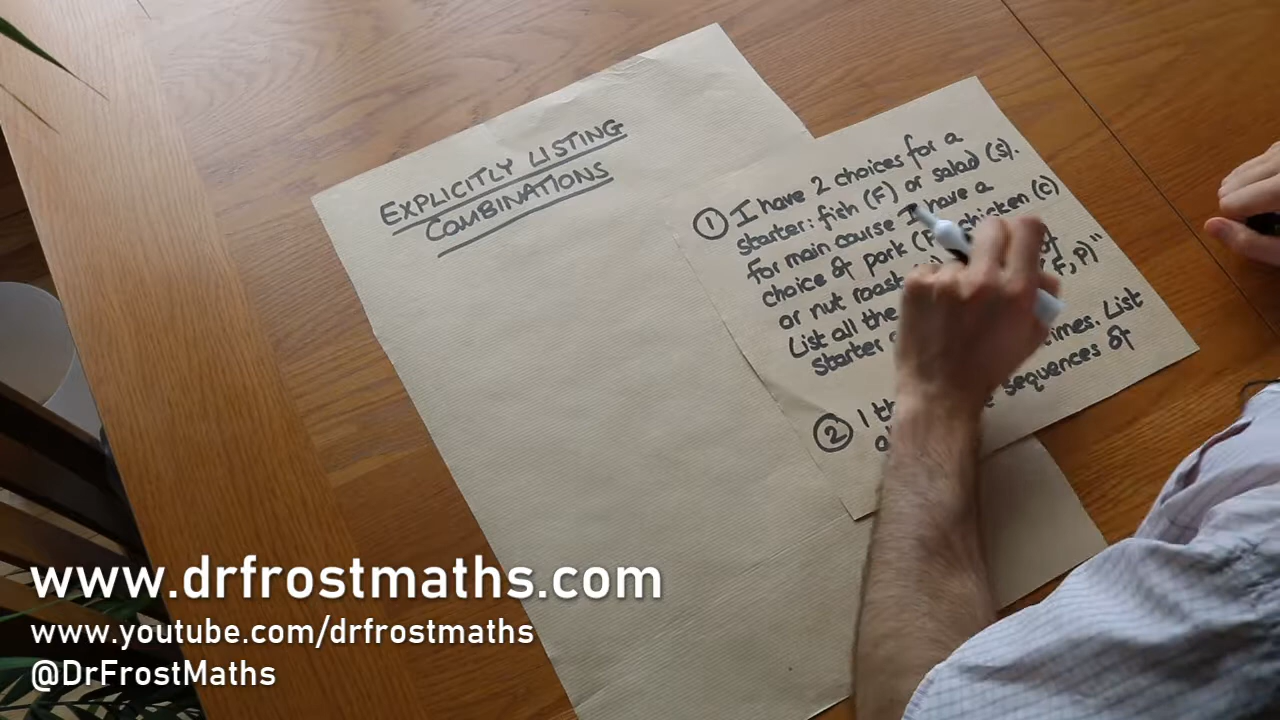 EXPLICITLY LISTING
COMBINATIONS
① I have 2 choices for a
starter: fish (F) or salad (S).
for main course I have a
choice of pork (P chicken (C)
or nut roast of
List all the (F, P)"
starter
② I times. List
sequences of
www.drfrostmaths.com
www.youtube.com/drfrostmaths
@DrFrostMaths